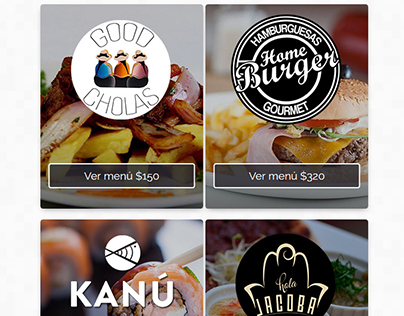 GOOD
CHOLAS
Ver menú $150
HAMBURGUESAS
Home
Burger
GOURMET
Ver menú $320
KANÚ
hola
JACOBA